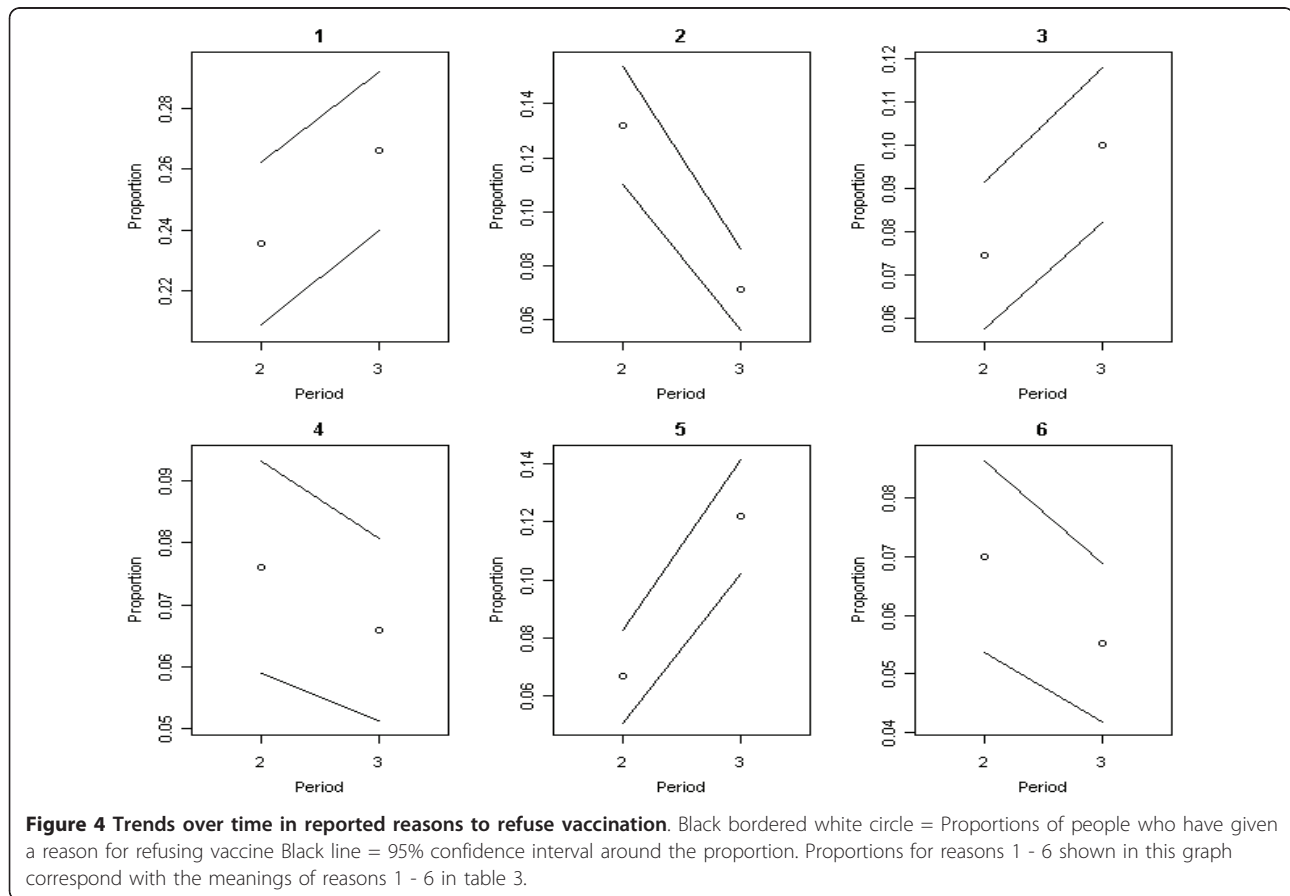 1
Proportion
0.22 0.24 0.26 0.28
2 3
Period
2
Proportion
0.06 0.08 0.10 0.12 0.14
2 3
Period
3
Proportion
0.06 0.07 0.08 0.09 0.10 0.11 0.12
2 3
Period
4
Proportion
0.05 0.06 0.07 0.08 0.09
2 3
Period
5
Proportion
0.06 0.08 0.10 0.12 0.14
2 3
Period
6
Proportion
0.04 0.05 0.06 0.07 0.08
2 3
Period
Figure 4 Trends over time in reported reasons to refuse vaccination. Black bordered white circle = Proportions of people who have given
a reason for refusing vaccine Black line = 95% confidence interval around the proportion. Proportions for reasons 1 - 6 shown in this graph
correspond with the meanings of reasons 1 - 6 in table 3.